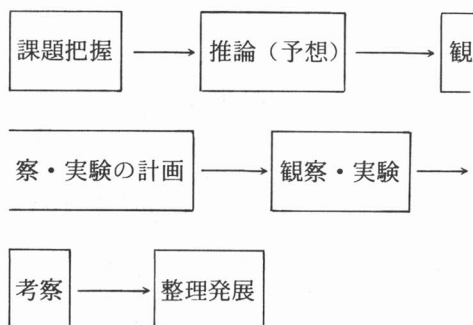 課題把握 → 推論（予想） → 観
察・実験の計画 → 観察・実験 →
考察 → 整理発展